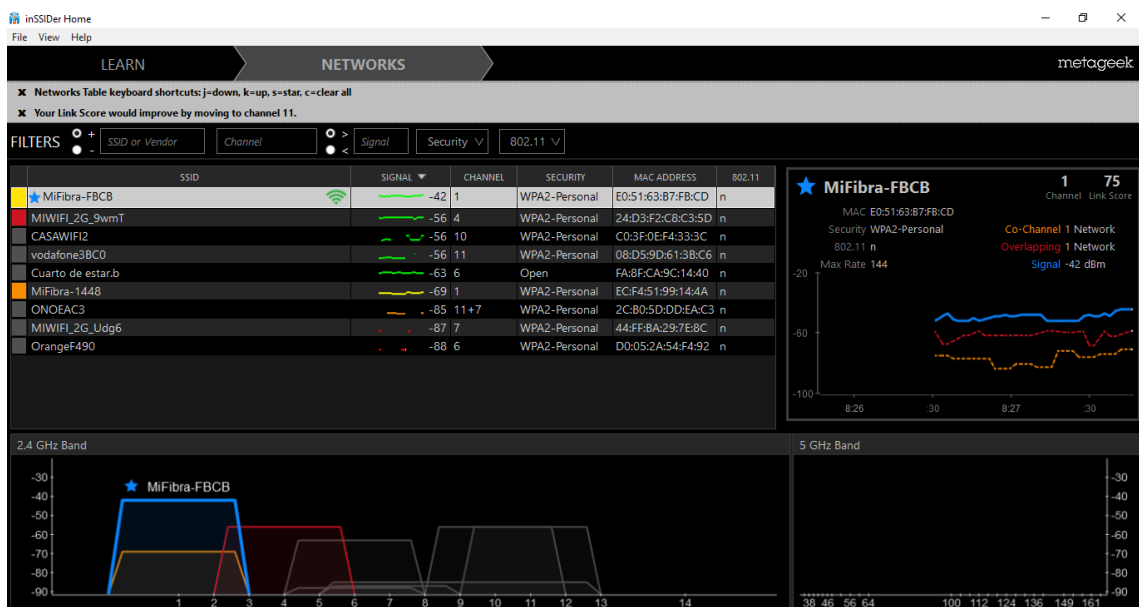 inSSIDer Home
File View Help
LEARN NETWORKS metageek
x Networks Table keyboard shortcuts: j=down, k=up, s=star, c=clear all
x Your Link Score would improve by moving to channel 11.
FILTERS + - SSID or Vendor Channel > < Signal Security 802.11
SSID SIGNAL CHANNEL SECURITY MAC ADDRESS 802.11
MiFibra-FBCB -42 1 WPA2-Personal E0:51:63:B7:FB:CD n
MIWIFI_2G_9wmT -56 4 WPA2-Personal 24:D3:F2:C8:C3:5D n
CASAWIFI2 -56 10 WPA2-Personal C0:3F:0E:F4:33:3C n
vodafone3BC0 -56 11 WPA2-Personal 08:D5:9D:61:3B:C6 n
Cuarto de estar.b -63 6 Open FA:8F:CA:9C:14:40 n
MiFibra-1448 -69 1 WPA2-Personal EC:F4:51:99:14:4A n
ONOEAC3 -85 11+7 WPA2-Personal 2C:B0:5D:DD:EA:C3 n
MIWIFI_2G_Udg6 -87 7 WPA2-Personal 44:FF:BA:29:7E:8C n
OrangeF490 -88 6 WPA2-Personal D0:05:2A:54:F4:92 n
MiFibra-FBCB 1 75
Channel Link Score
MAC E0:51:63:B7:FB:CD
Security WPA2-Personal Co-Channel 1 Network
802.11 n Overlapping 1 Network
Max Rate 144 Signal -42 dBm
-20
-60
-100
8:26 :30 8:27 :30
2.4 GHz Band
MiFibra-FBCB
-30
-40
-50
-60
-70
-80
-90
1 2 3 4 5 6 7 8 9 10 11 12 13 14
5 GHz Band
-30
-40
-50
-60
-70
-80
-90
38 46 56 64 100 112 124 136 149 161